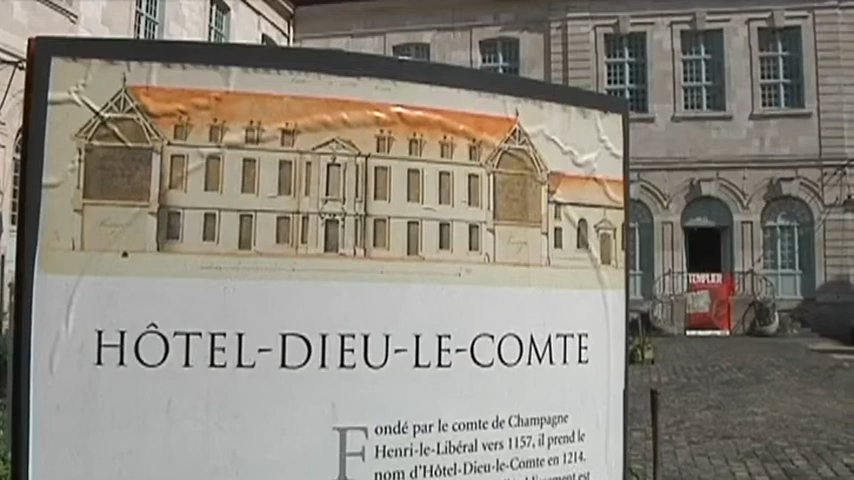 HÔTEL-DIEU-LE-COMTE
Fondé par le comte de Champagne
Henri-le-Libéral vers 1157, il prend le
nom d'Hôtel-Dieu-le-Comte en 1214.
est
TEMPLIER